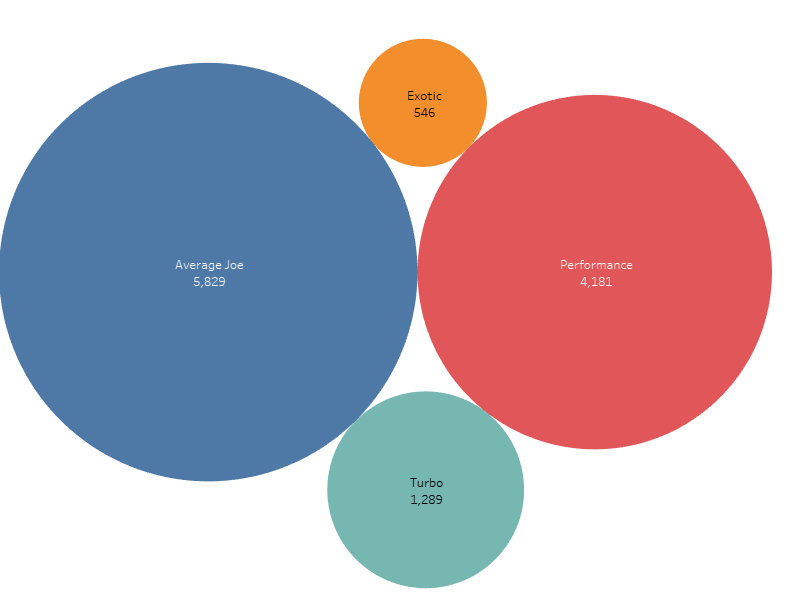 Exotic
546
Average Joe
5,829
Performance
4,181
Turbo
1,289